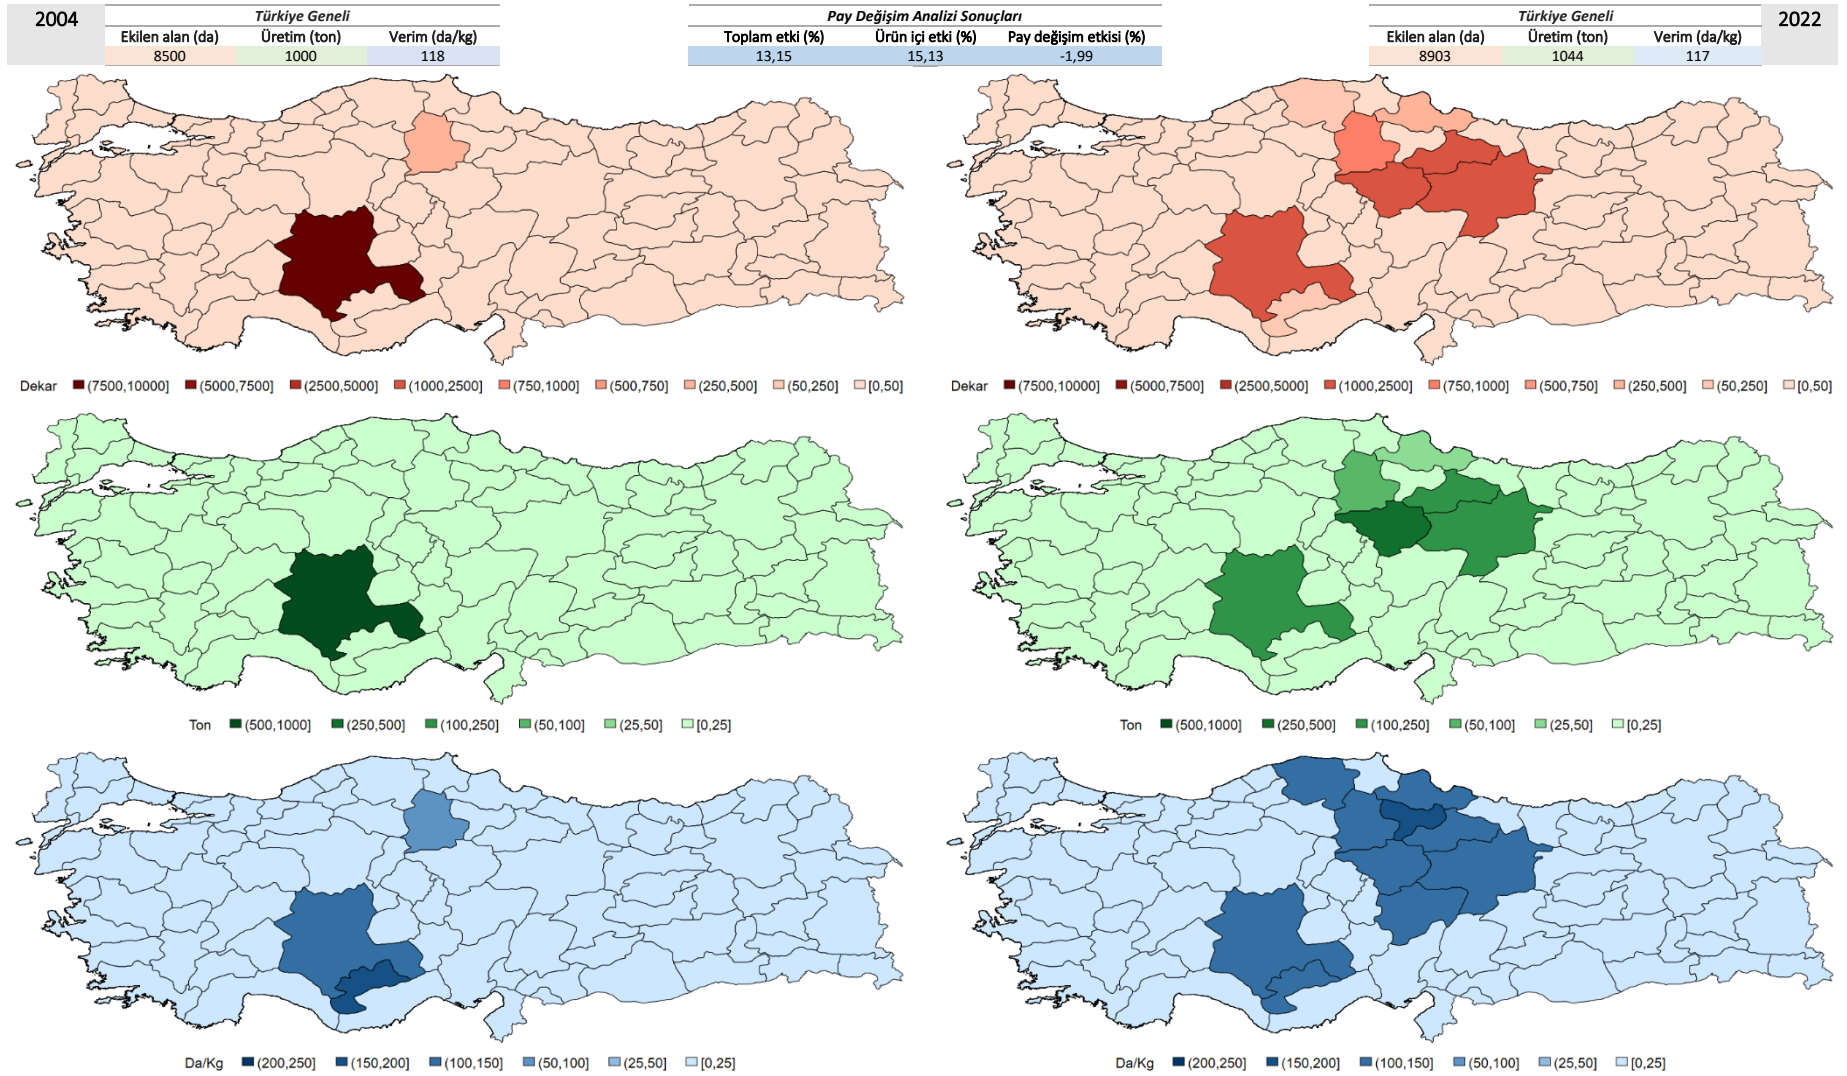 2004
Türkiye Geneli
Ekilen alan (da) Üretim (ton) Verim (da/kg)
8500 1000 118
Pay Değişim Analizi Sonuçları
Toplam etki (%) Ürün içi etki (%) Pay değişim etkisi (%)
13,15 15,13 -1,99
Türkiye Geneli
Ekilen alan (da) Üretim (ton) Verim (da/kg)
8903 1044 117
2022
Dekar (7500,10000] (5000,7500] (2500,5000] (1000,2500] (750,1000] (500,750] (250,500] (50,250] [0,50]
Dekar (7500,10000] (5000,7500] (2500,5000] (1000,2500] (750,1000] (500,750] (250,500] (50,250] [0,50]
Ton (500,1000] (250,500] (100,250] (50,100] (25,50] [0,25]
Ton (500,1000] (250,500] (100,250] (50,100] (25,50] [0,25]
Da/Kg (200,250] (150,200] (100,150] (50,100] (25,50] [0,25]
Da/Kg (200,250] (150,200] (100,150] (50,100] (25,50] [0,25]